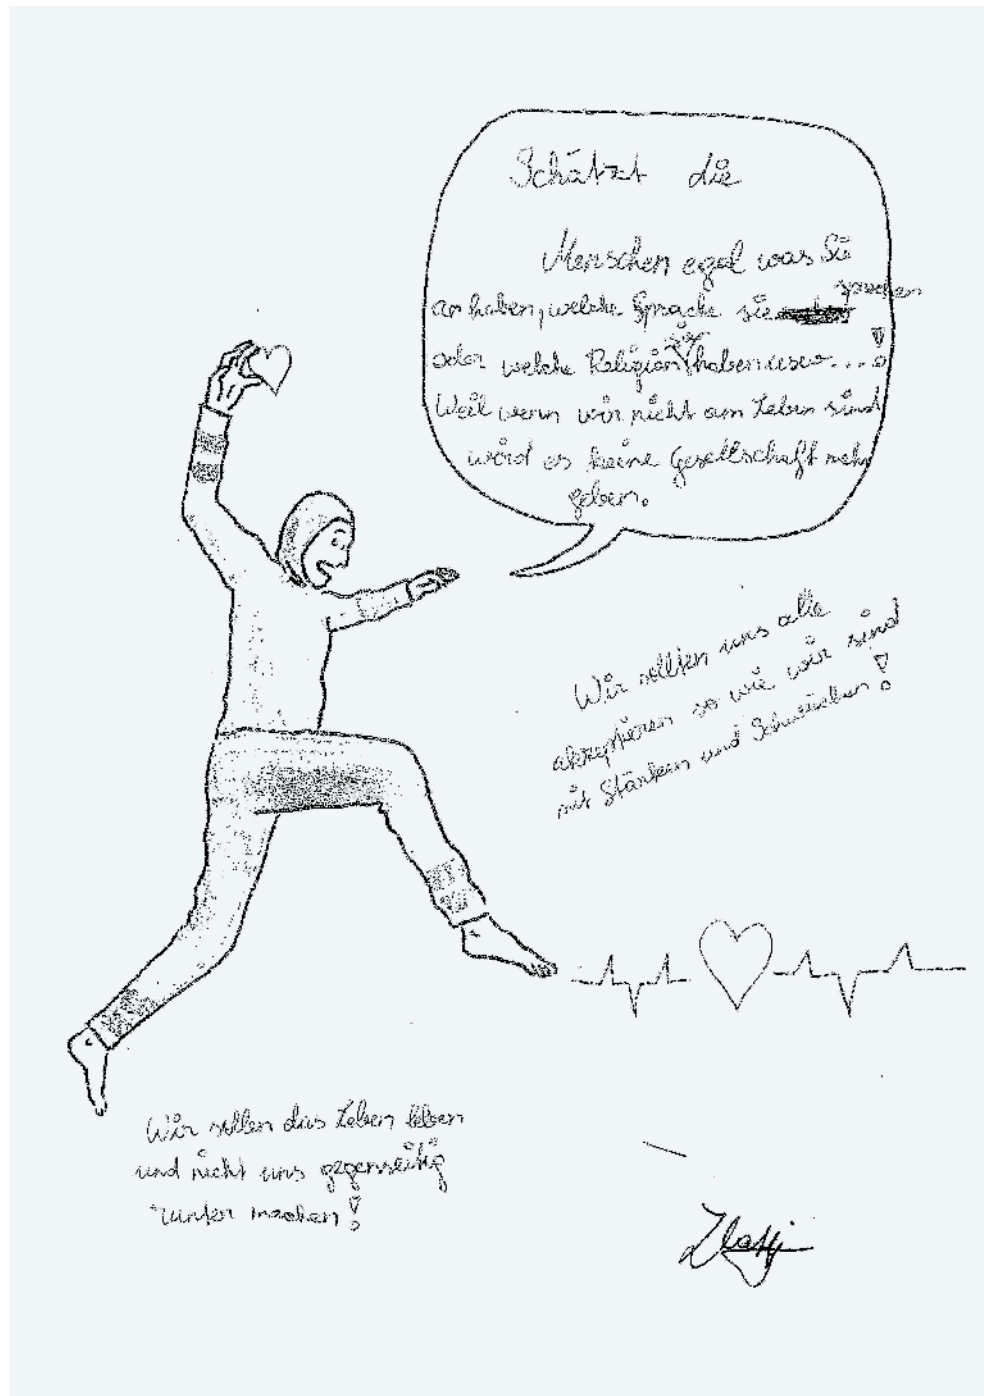 Schätzt die
Menschen egal was Sie
an haben, welche Sprache sie sprechen
oder welche Religion sie haben usw....!
Weil wenn wir nicht am Leben sind
wird es keine Gesellschaft mehr
geben.
Wir sollten uns alle
akzeptieren so wie wir sind
mit Stärken und Schwächen!
Wir sollen das Leben leben
und nicht uns gegenseitig
runter machen!